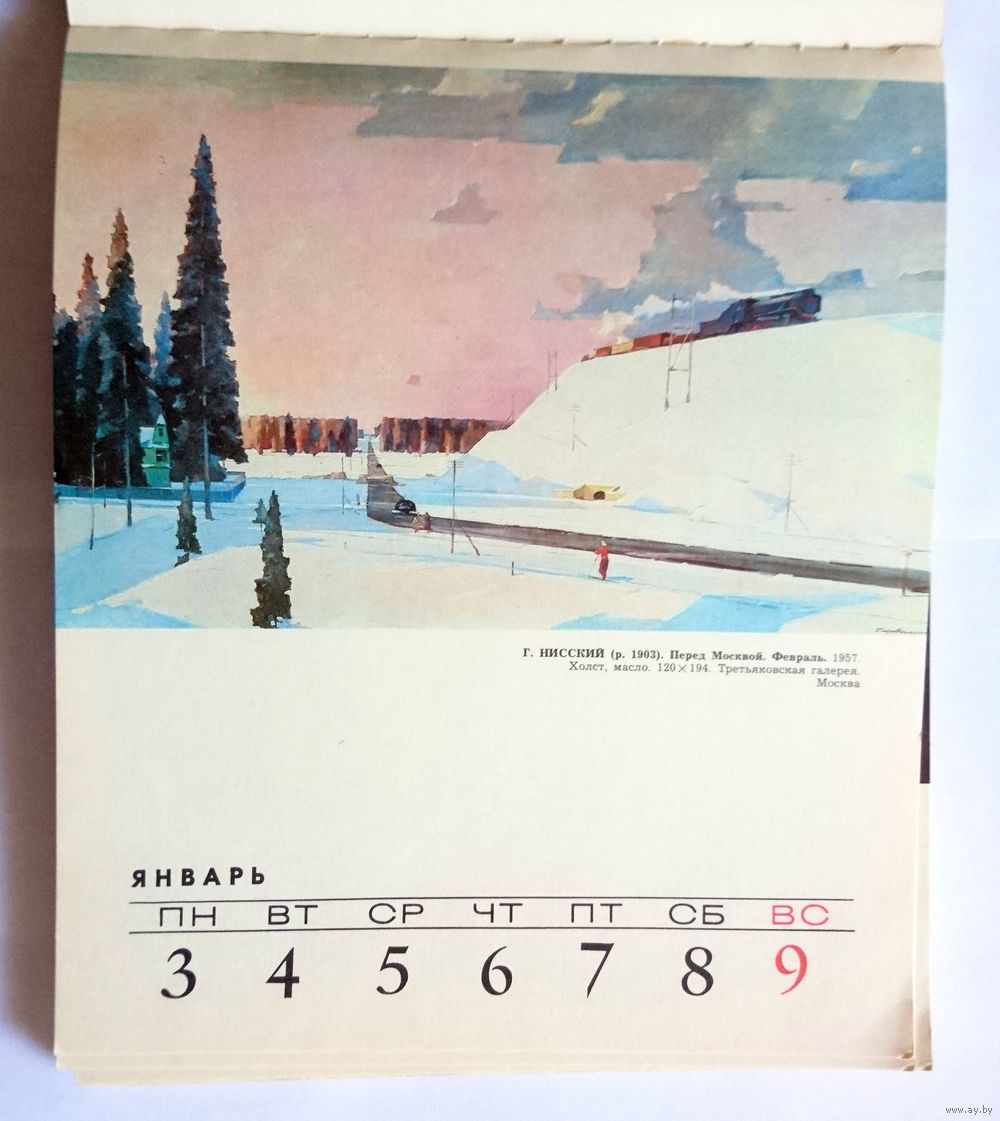 Г. НИССКИЙ (р. 1903). Перед Москвой. Февраль. 1957.
Холст, масло. 120×194. Третьяковская галерея.
Москва
ЯНВАРЬ
ПН ВТ СР ЧТ ПТ СБ ВС
3 4 5 6 7 8 9
www.ay.by